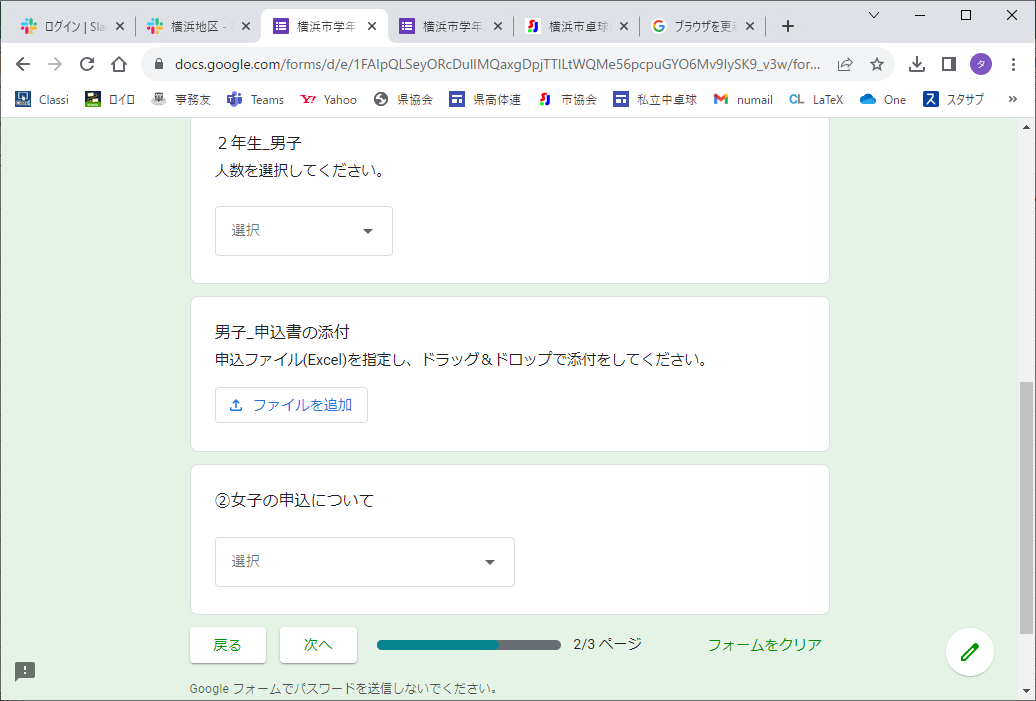 ログイン | Sla
横浜地区 -
横浜市学年
横浜市学年
横浜市卓球
ブラウザを更
docs.google.com/forms/d/e/1FAIpQLSeyORcDuIlMQaxgDpjTTlLtWQMe56pcpuGYO6Mv9IySK9_v3w/for...
タ
Classi
ロイロ
事務友
Teams
Yahoo
県協会
県高体連
市協会
私立中卓球
numail
CL LaTeX
One
スタサプ
»
２年生_男子
人数を選択してください。
選択
男子_申込書の添付
申込ファイル(Excel)を指定し、ドラッグ＆ドロップで添付をしてください。
ファイルを追加
②女子の申込について
選択
戻る
次へ
2/3 ページ
フォームをクリア
Google フォームでパスワードを送信しないでください。